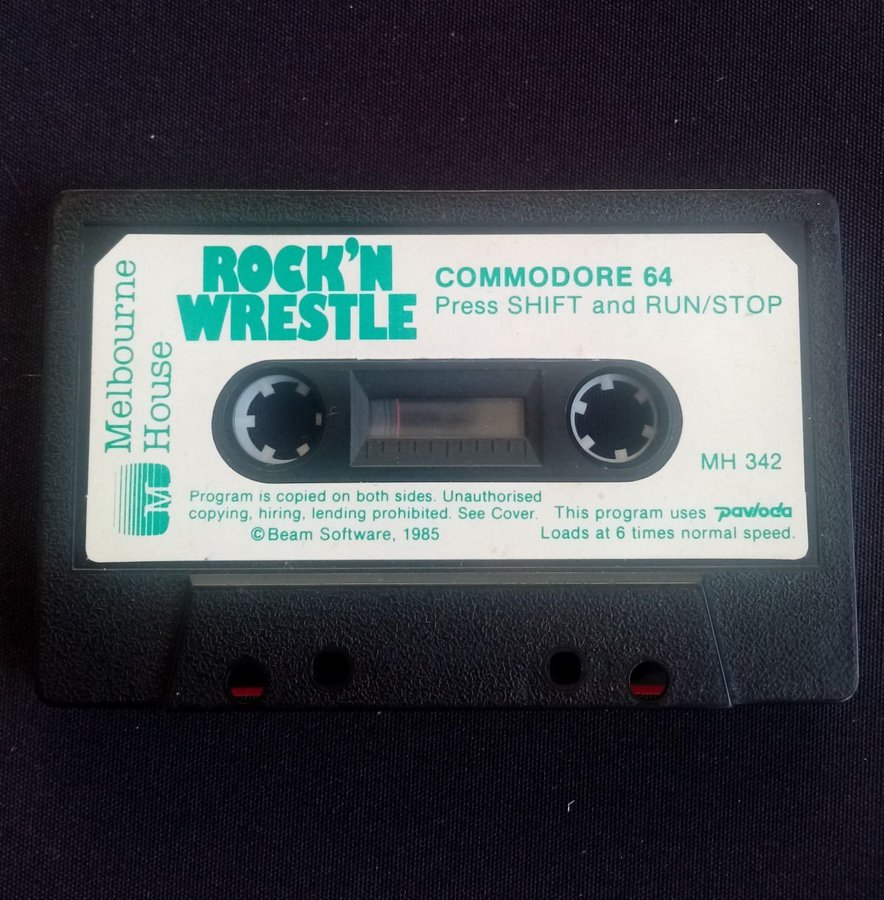 Melbourne
House
M
ROCK'N
WRESTLE
COMMODORE 64
Press SHIFT and RUN/STOP
MH 342
Program is copied on both sides. Unauthorised
copying, hiring, lending prohibited. See Cover.
©Beam Software, 1985
This program uses pavloda
Loads at 6 times normal speed.